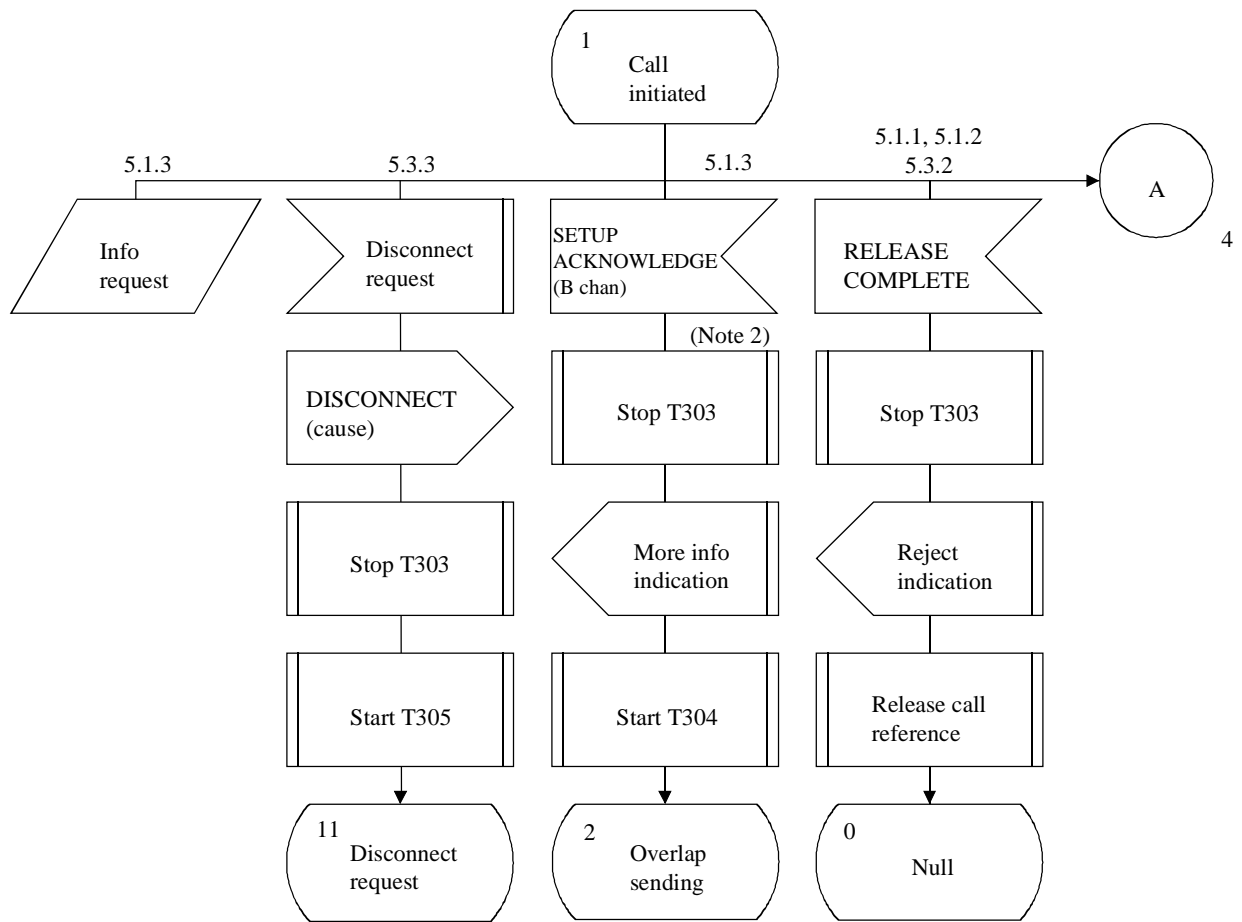 1
Call
initiated
5.1.3
5.3.3
5.1.3
5.1.1, 5.1.2
5.3.2
A
4
Info
request
Disconnect
request
SETUP
ACKNOWLEDGE
(B chan)
RELEASE
COMPLETE
(Note 2)
DISCONNECT
(cause)
Stop T303
Stop T303
Stop T303
More info
indication
Reject
indication
Start T305
Start T304
Release call
reference
11
Disconnect
request
2
Overlap
sending
0
Null